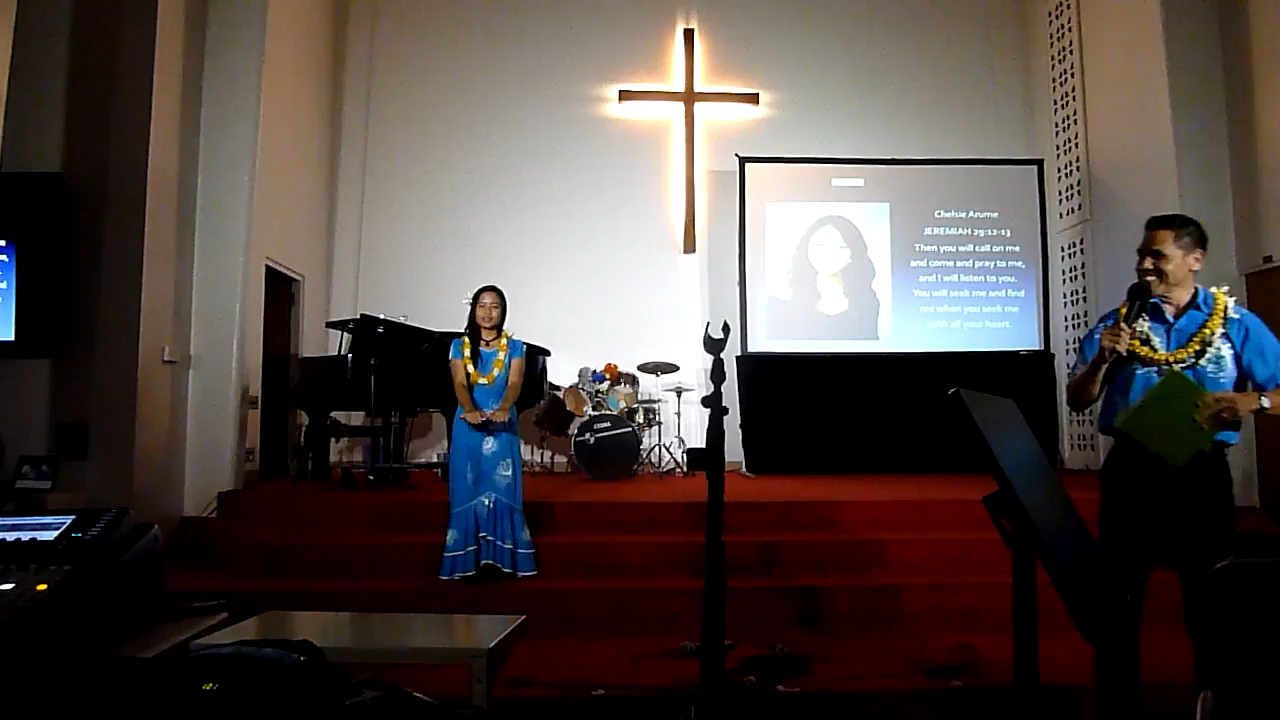 Chelsie Arume
JEREMIAH 29:12-13
Then you will call on me
and come and pray to me,
and I will listen to you.
You will seek me and find
me when you seek me
with all your heart.